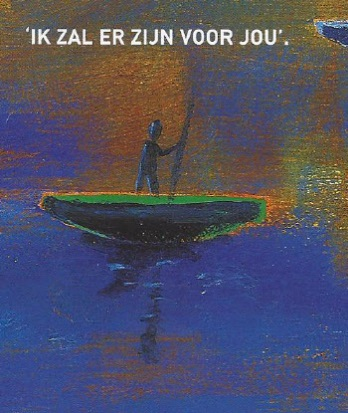 ‘IK ZAL ER ZIJN VOOR JOU’.